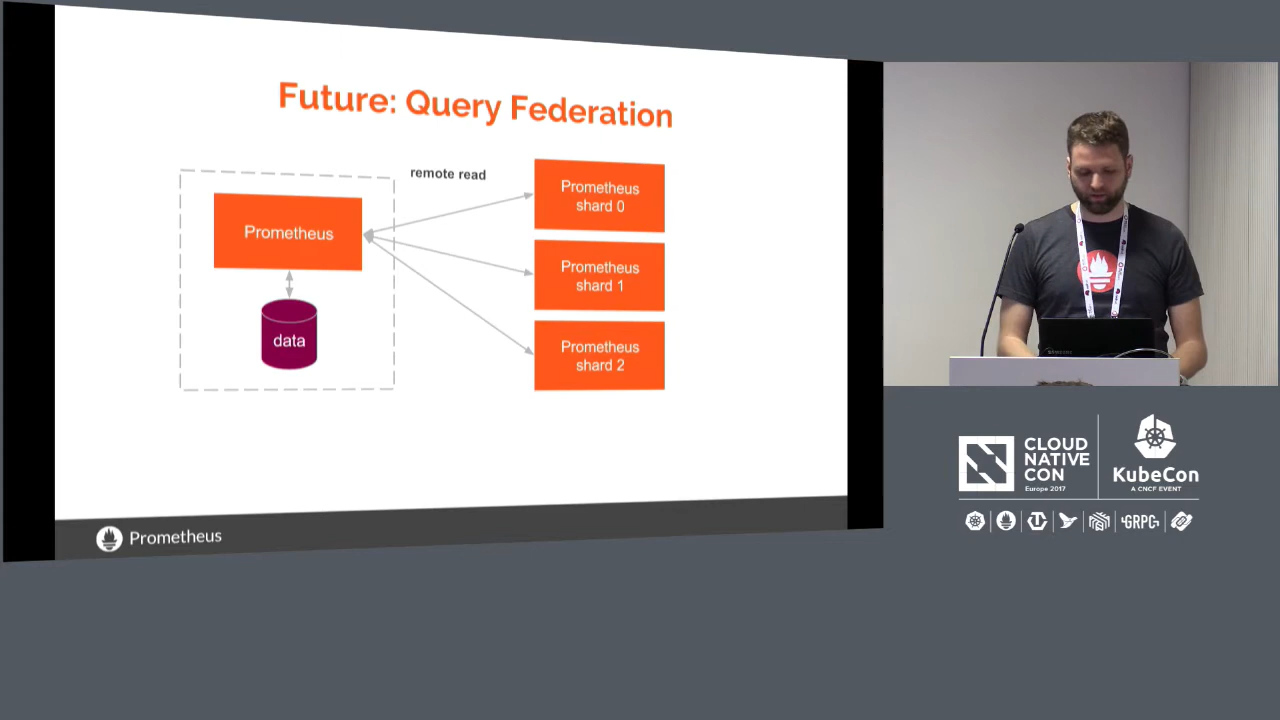 Future: Query Federation
remote read
Prometheus
data
Prometheus
shard 0
Prometheus
shard 1
Prometheus
shard 2
Prometheus
CLOUD
NATIVE
CON
Europe 2017
KubeCon
A CNCF EVENT
GRPC